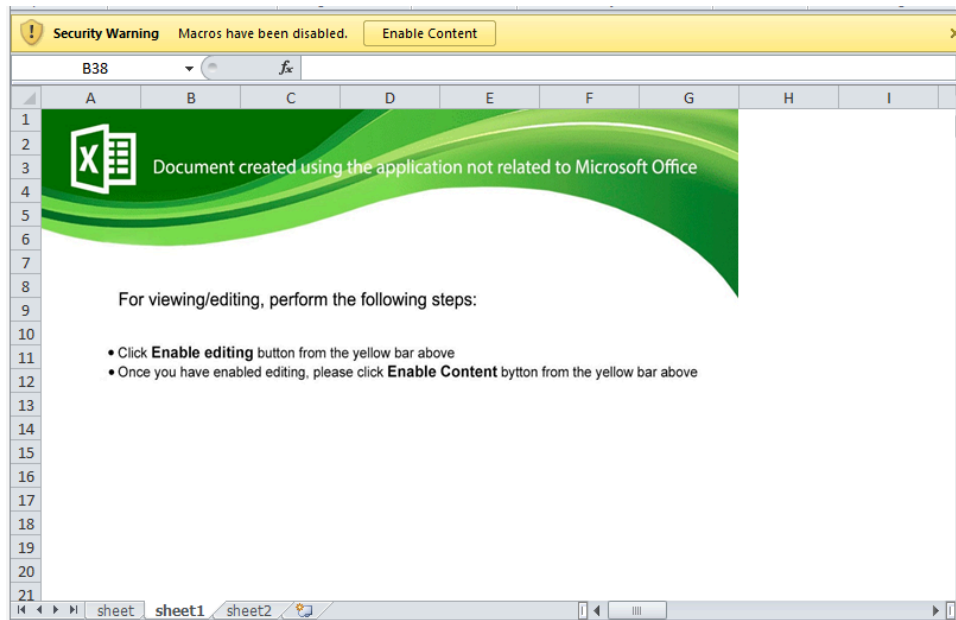 Security Warning Macros have been disabled. Enable Content
B38 fx
A B C D E F G H I
1
2
3 Document created using the application not related to Microsoft Office
4
5
6
7
8
For viewing/editing, perform the following steps:
9
10
11 • Click Enable editing button from the yellow bar above
12 • Once you have enabled editing, please click Enable Content bytton from the yellow bar above
13
14
15
16
17
18
19
20
21
sheet sheet1 sheet2